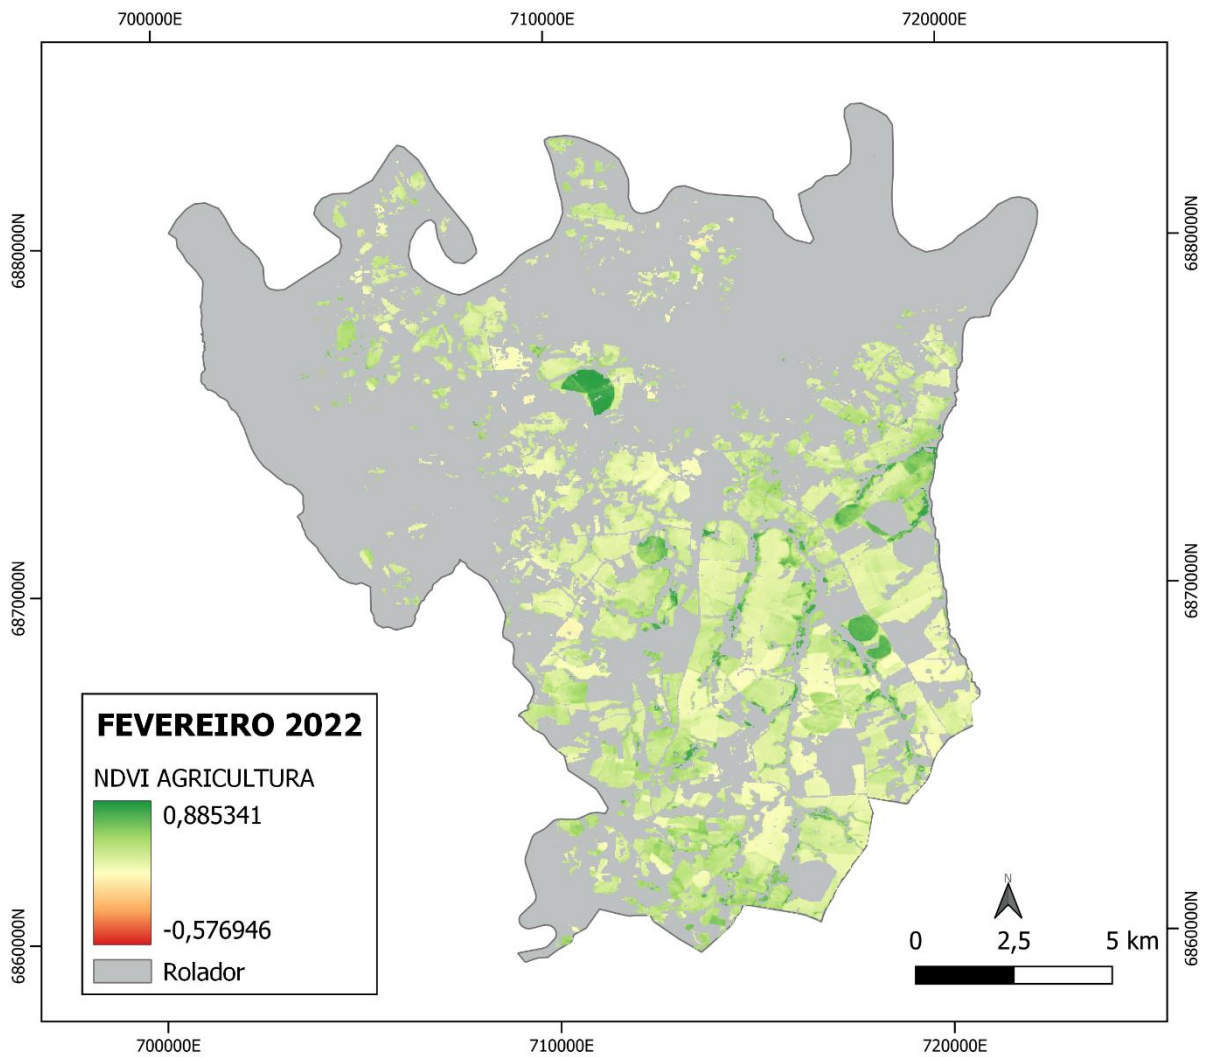 700000E 710000E 720000E
6880000N 6880000N
6870000N 6870000N
FEVEREIRO 2022
NDVI AGRICULTURA
0,885341
-0,576946
Rolador
N
0 2,5 5 km
6860000N 6860000N
700000E 710000E 720000E